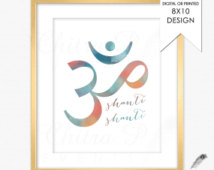 DIGITAL OR PRINTED
8X10
DESIGN
ॐ
shanti
shanti